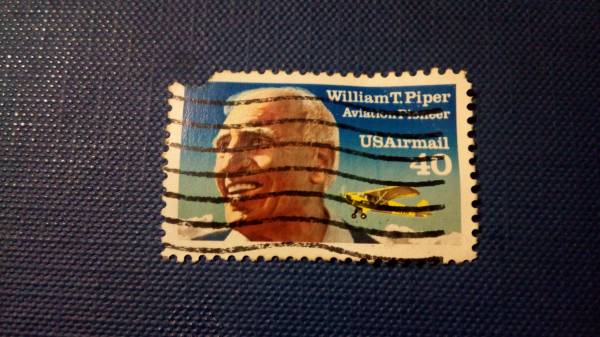 William T. Piper
Aviation Pioneer
USAirmail
40